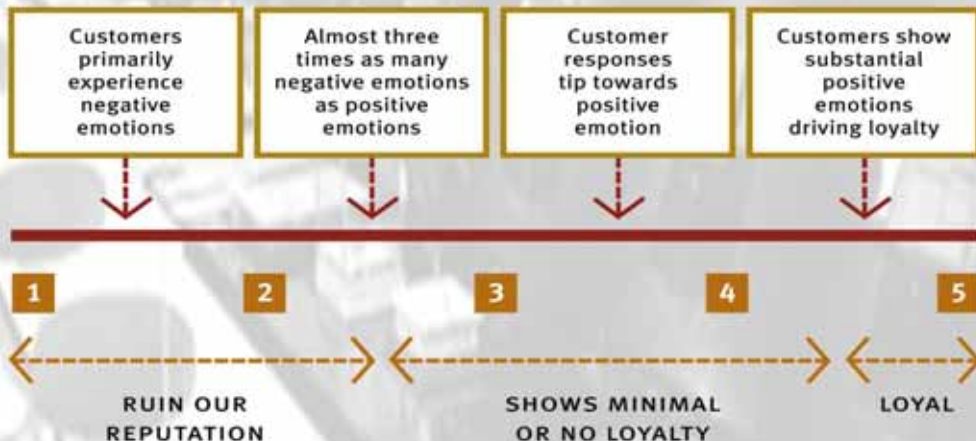 Customers
primarily
experience
negative
emotions
Almost three
times as many
negative emotions
as positive
emotions
Customer
responses
tip towards
positive
emotion
Customers show
substantial
positive
emotions
driving loyalty
1 2 3 4 5
RUIN OUR
REPUTATION
SHOWS MINIMAL
OR NO LOYALTY
LOYAL